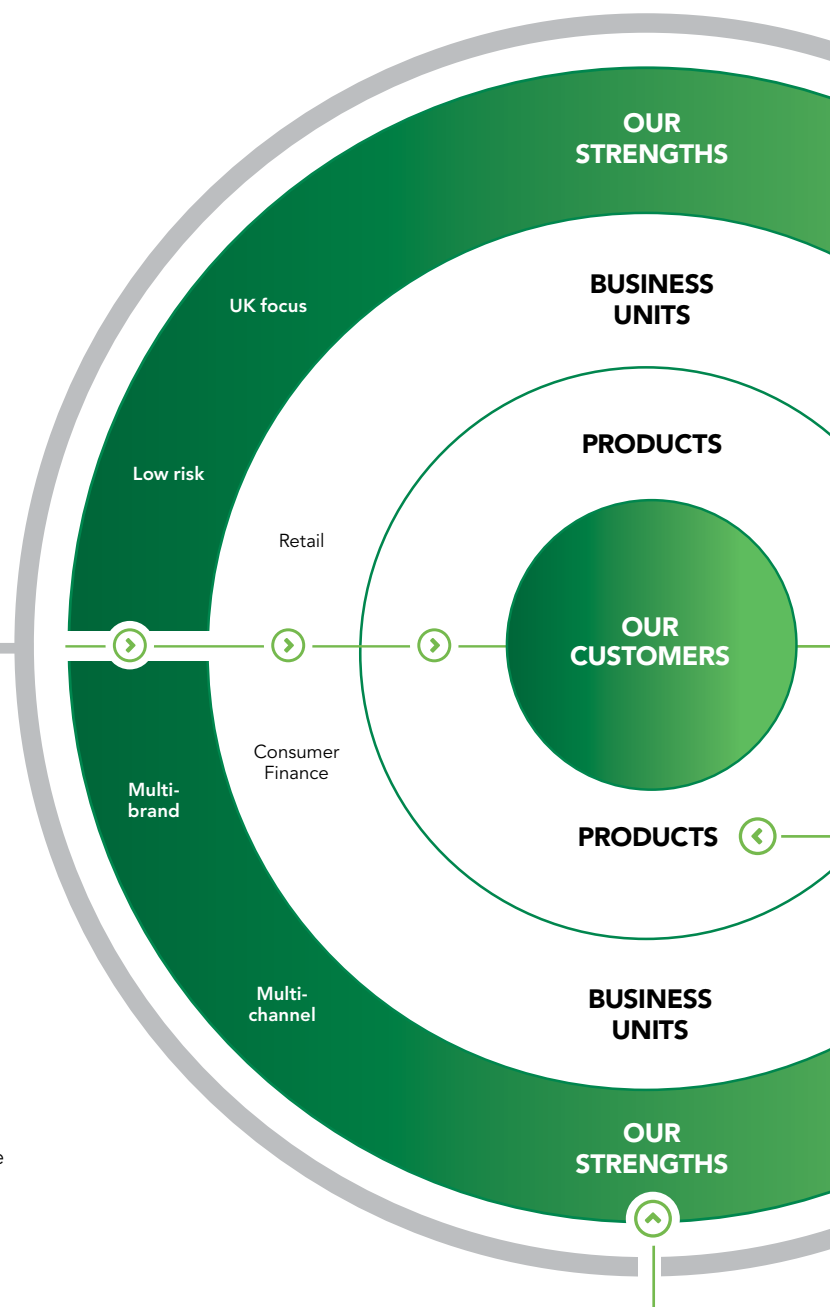 OUR
STRENGTHS
BUSINESS
UNITS
UK focus
PRODUCTS
Low risk
Retail
OUR
CUSTOMERS
Consumer
Finance
Multi-
brand
PRODUCTS
Multi-
channel
BUSINESS
UNITS
OUR
STRENGTHS
e